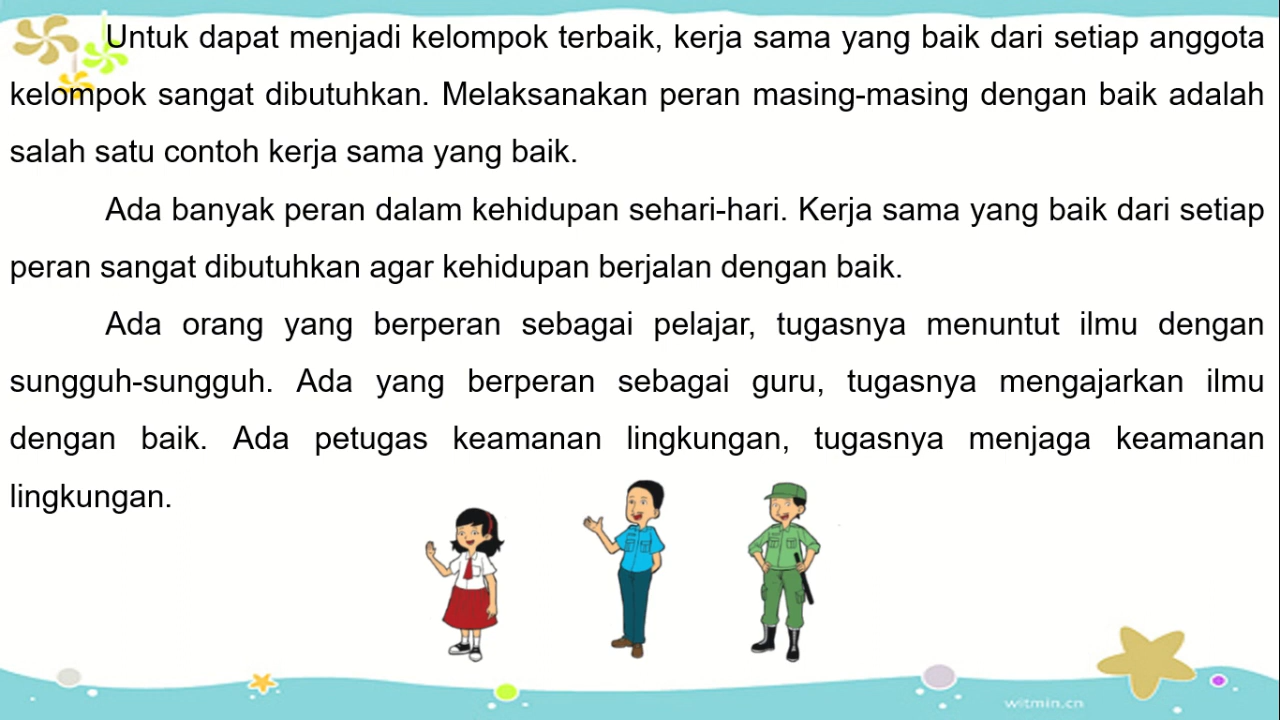 Untuk dapat menjadi kelompok terbaik, kerja sama yang baik dari setiap anggota
kelompok sangat dibutuhkan. Melaksanakan peran masing-masing dengan baik adalah
salah satu contoh kerja sama yang baik.
Ada banyak peran dalam kehidupan sehari-hari. Kerja sama yang baik dari setiap
peran sangat dibutuhkan agar kehidupan berjalan dengan baik.
Ada orang yang berperan sebagai pelajar, tugasnya menuntut ilmu dengan
sungguh-sungguh. Ada yang berperan sebagai guru, tugasnya mengajarkan ilmu
dengan baik. Ada petugas keamanan lingkungan, tugasnya menjaga keamanan
lingkungan.
witmin.cn